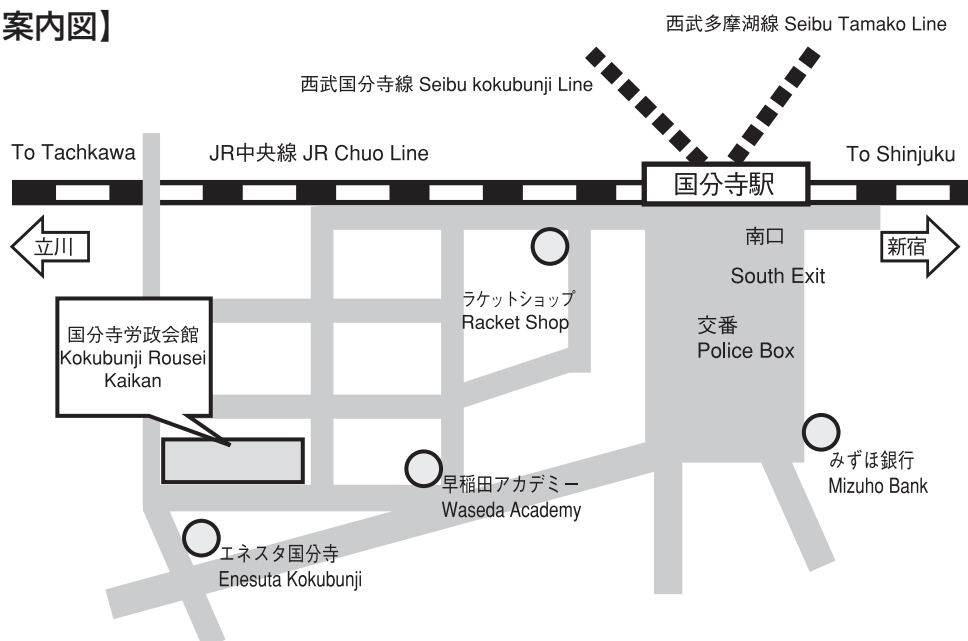 案内図】
西武多摩湖線 Seibu Tamako Line
西武国分寺線 Seibu kokubunji Line
To Tachkawa
JR中央線 JR Chuo Line
To Shinjuku
国分寺駅
立川
新宿
南口
South Exit
ラケットショップ
Racket Shop
交番
Police Box
国分寺労政会館
Kokubunji Rousei
Kaikan
みずほ銀行
Mizuho Bank
早稲田アカデミー
Waseda Academy
エネスタ国分寺
Enesuta Kokubunji